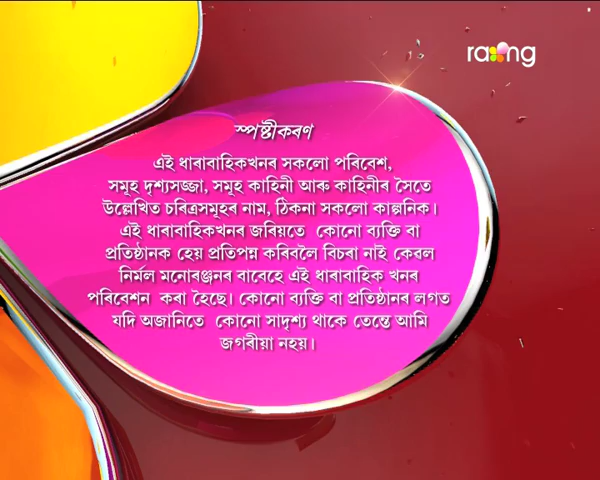 rang
স্পষ্টীকৰণ
এই ধাৰাবাহিকখনৰ সকলো পৰিবেশ,
সমূহ দৃশ্যসজ্জা, সমূহ কাহিনী আৰু কাহিনীৰ সৈতে
উল্লেখিত চৰিত্ৰসমূহৰ নাম, ঠিকনা সকলো কাল্পনিক।
এই ধাৰাবাহিকখনৰ জৰিয়তে কোনো ব্যক্তি বা
প্ৰতিষ্ঠানক হেয় প্ৰতিপন্ন কৰিবলৈ বিচৰা নাই কেৱল
নিৰ্মল মনোৰঞ্জনৰ বাবেহে এই ধাৰাবাহিক খনৰ
পৰিবেশন কৰা হৈছে। কোনো ব্যক্তি বা প্ৰতিষ্ঠানৰ লগত
যদি অজানিতে কোনো সাদৃশ্য থাকে তেন্তে আমি
জগৰীয়া নহয়।